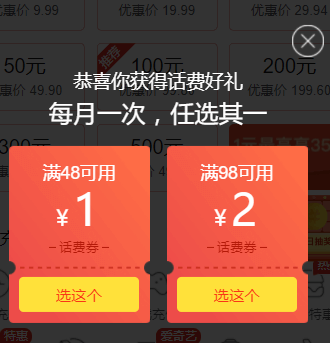 优惠价 9.99
优惠价 19.99
优惠价 29.94
推荐
50元
100元
200元
优惠价 49.90
优惠价 199.60
恭喜你获得话费好礼
每月一次，任选其一
300元
500元
满48可用
¥1
– 话费券 –
选这个
满98可用
¥2
– 话费券 –
选这个
特惠
爱奇艺